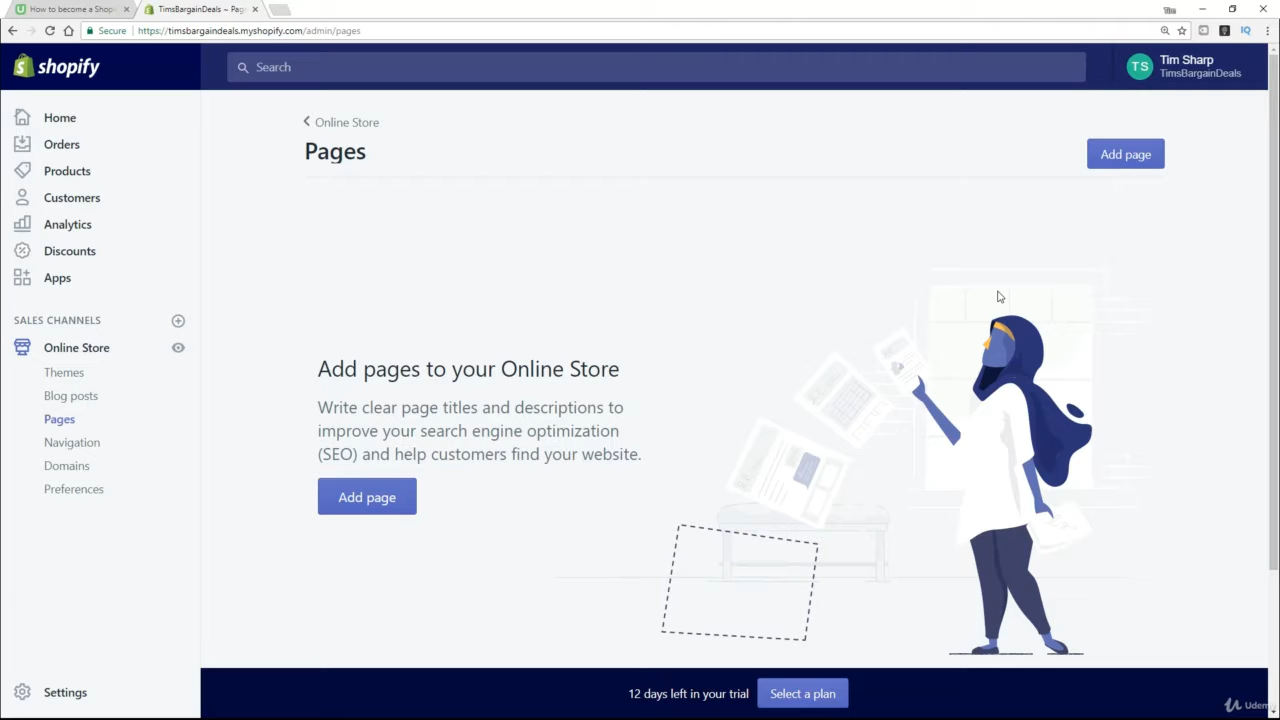 How to become a Shopi
TimsBargainDeals ~ Page
Tim
Secure
https://timsbargaindeals.myshopify.com/admin/pages
shopify
Search
TS
Tim Sharp
TimsBargainDeals
Home
Orders
Products
Customers
Analytics
Discounts
Apps
SALES CHANNELS
Online Store
Themes
Blog posts
Pages
Navigation
Domains
Preferences
Settings
Online Store
Pages
Add page
Add pages to your Online Store
Write clear page titles and descriptions to
improve your search engine optimization
(SEO) and help customers find your website.
Add page
12 days left in your trial
Select a plan
Udemy